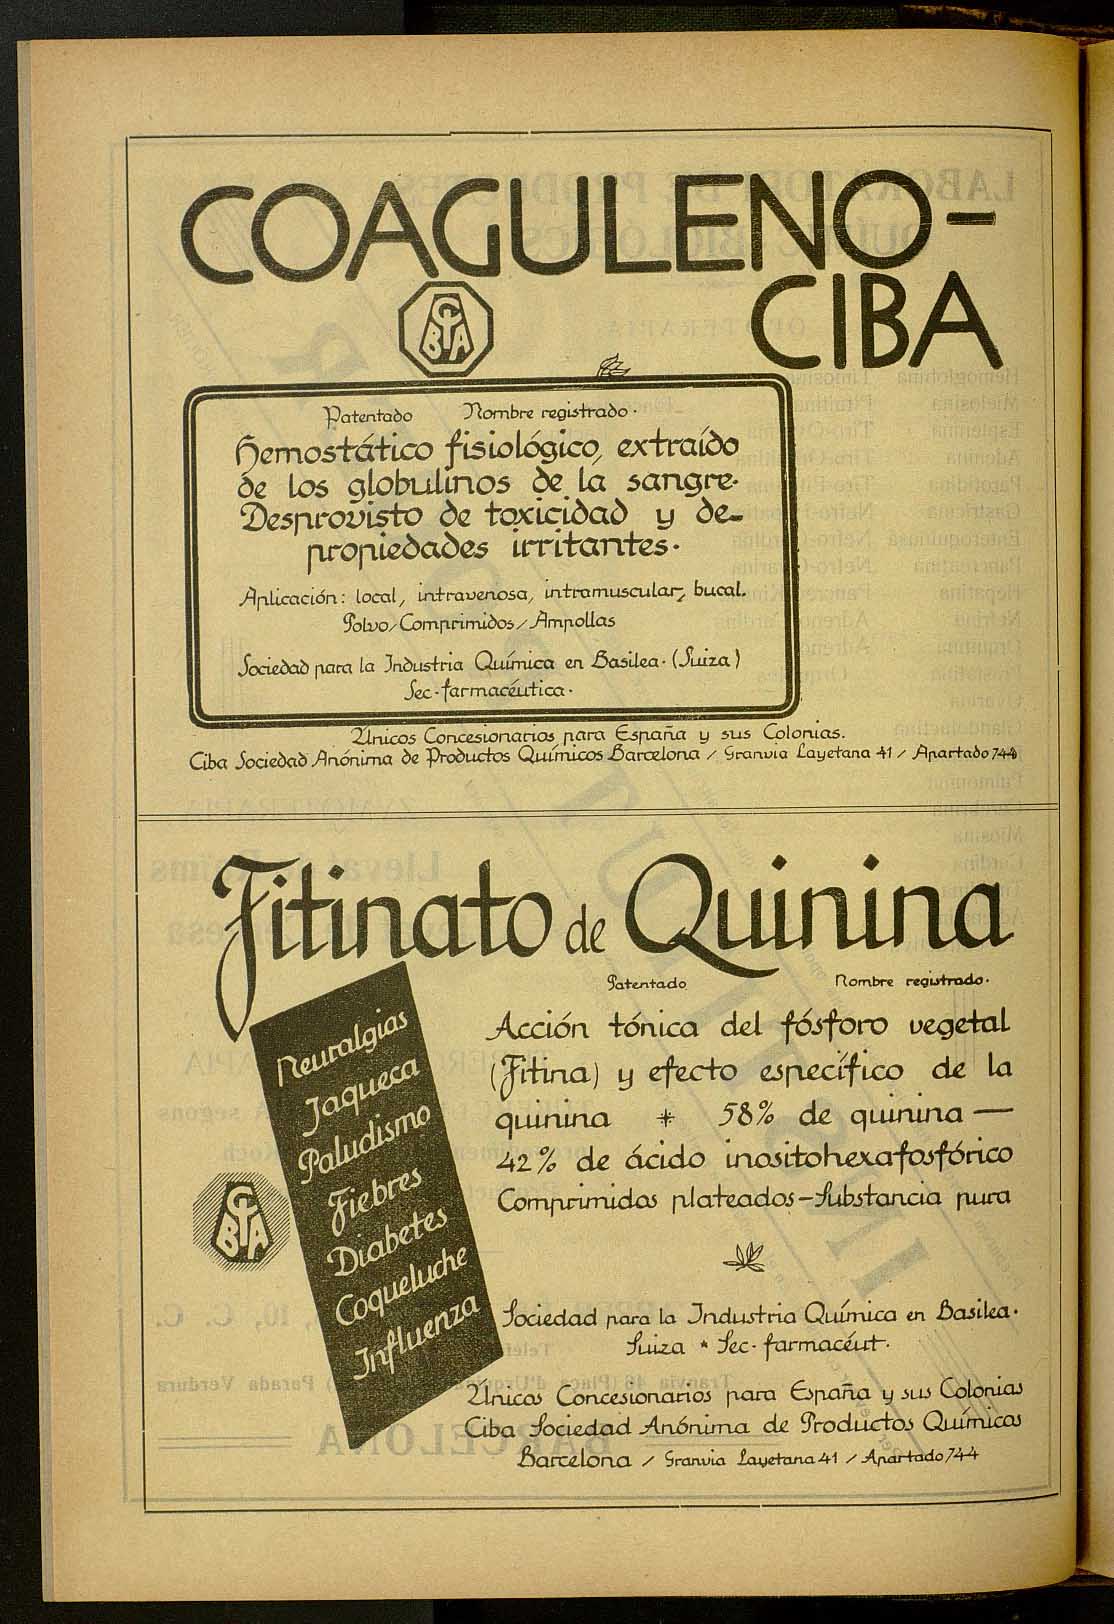 COAGULENO-
CIBA
CIBA
Patentado Nombre registrado.
Hemostático fisiológico, extraído
de los globulinos de la sangre.
Desprovisto de toxicidad y de
propiedades irritantes.
Aplicación: local, intravenosa, intramuscular, bucal.
Polvo / Comprimidos / Ampollas
Sociedad para la Industria Química en Basilea. (Suiza)
Sec. farmacéutica.
Únicos Concesionarios para España y sus Colonias.
Ciba Sociedad Anónima de Productos Químicos Barcelona / Granvia Layetana 41 / Apartado 744
Fitinato de Quinina
Patentado Nombre registrado.
Neuralgias
Jaqueca
Paludismo
Fiebres
Diabetes
Coqueluche
Influenza
CIBA
Acción tónica del fósforo vegetal
(Fitina) y efecto específico de la
quinina * 58% de quinina —
42% de ácido inositohexafosfórico
Comprimidos plateados – Substancia pura
Sociedad para la Industria Química en Basilea.
Suiza * Sec. farmacéut.
Únicos Concesionarios para España y sus Colonias
Ciba Sociedad Anónima de Productos Químicos
Barcelona / Granvia Layetana 41 / Apartado 744